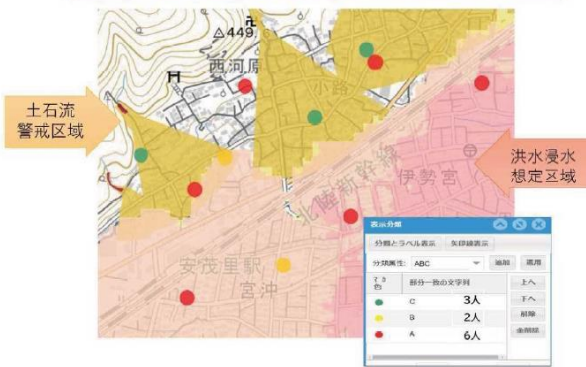 449
西河原
小路
土石流
警戒区域
洪水浸水
想定区域
北陸新幹線
伊勢宮
安茂里駅
宮沖
表示分類
分類とラベル表示 矢印線表示
分類属性: ABC 追加 適用
色 部分一致の文字列 上へ
C 3人 下へ
B 2人 削除
A 6人 全削除